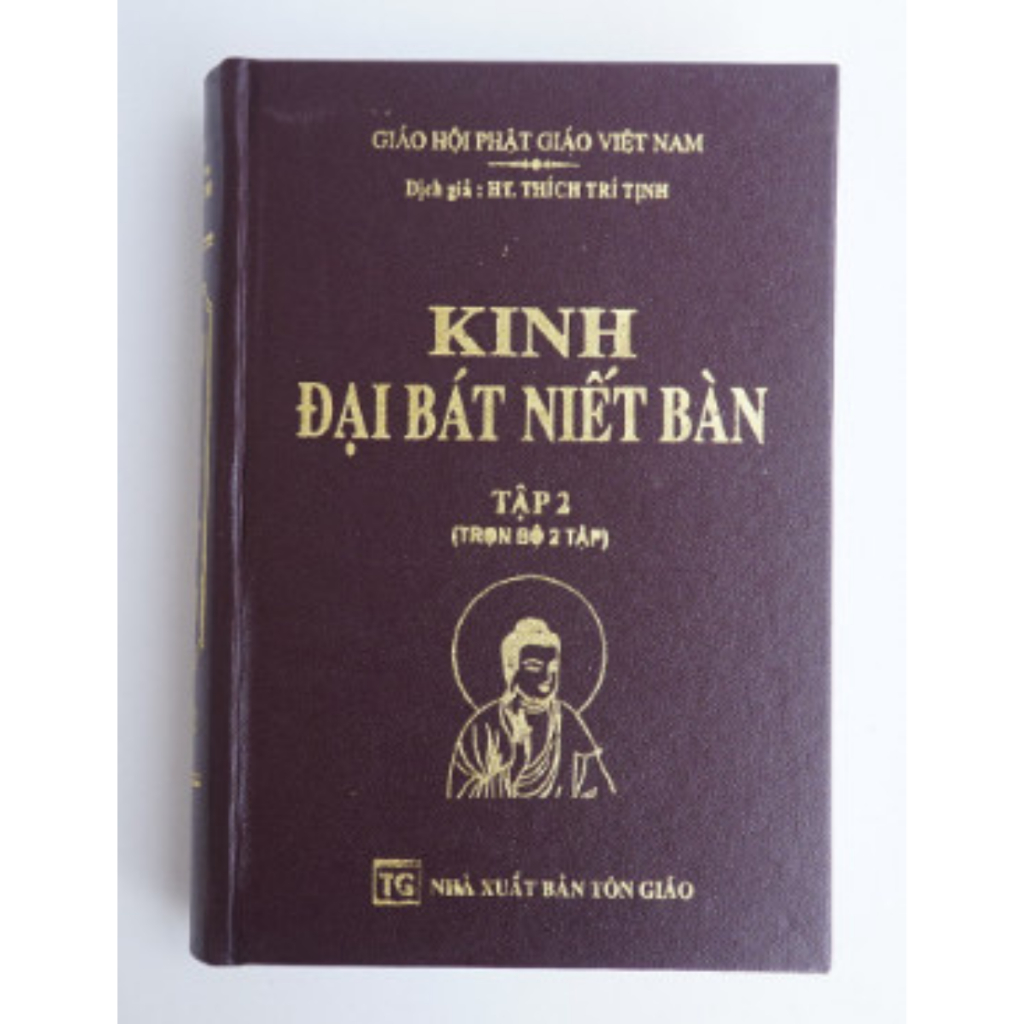 GIÁO HỘI PHẬT GIÁO VIỆT NAM
Dịch giả : HT. THÍCH TRÍ TỊNH
KINH
ĐẠI BÁT NIẾT BÀN
TẬP 2
(TRỌN BỘ 2 TẬP)
TG NHÀ XUẤT BẢN TÔN GIÁO